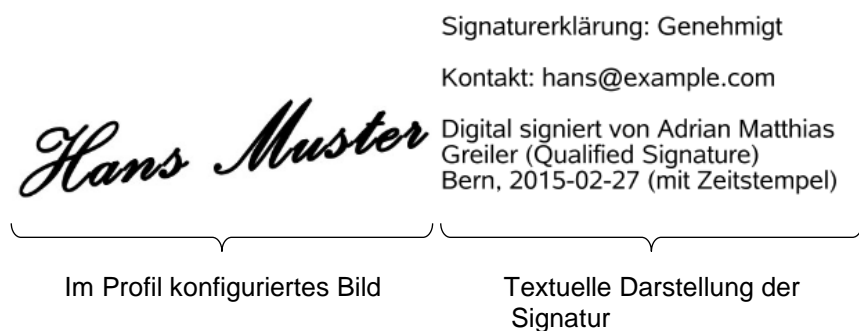 Signaturerklärung: Genehmigt
Kontakt: hans@example.com
Hans Muster
Digital signiert von Adrian Matthias
Greiler (Qualified Signature)
Bern, 2015-02-27 (mit Zeitstempel)
Im Profil konfiguriertes Bild
Textuelle Darstellung der
Signatur